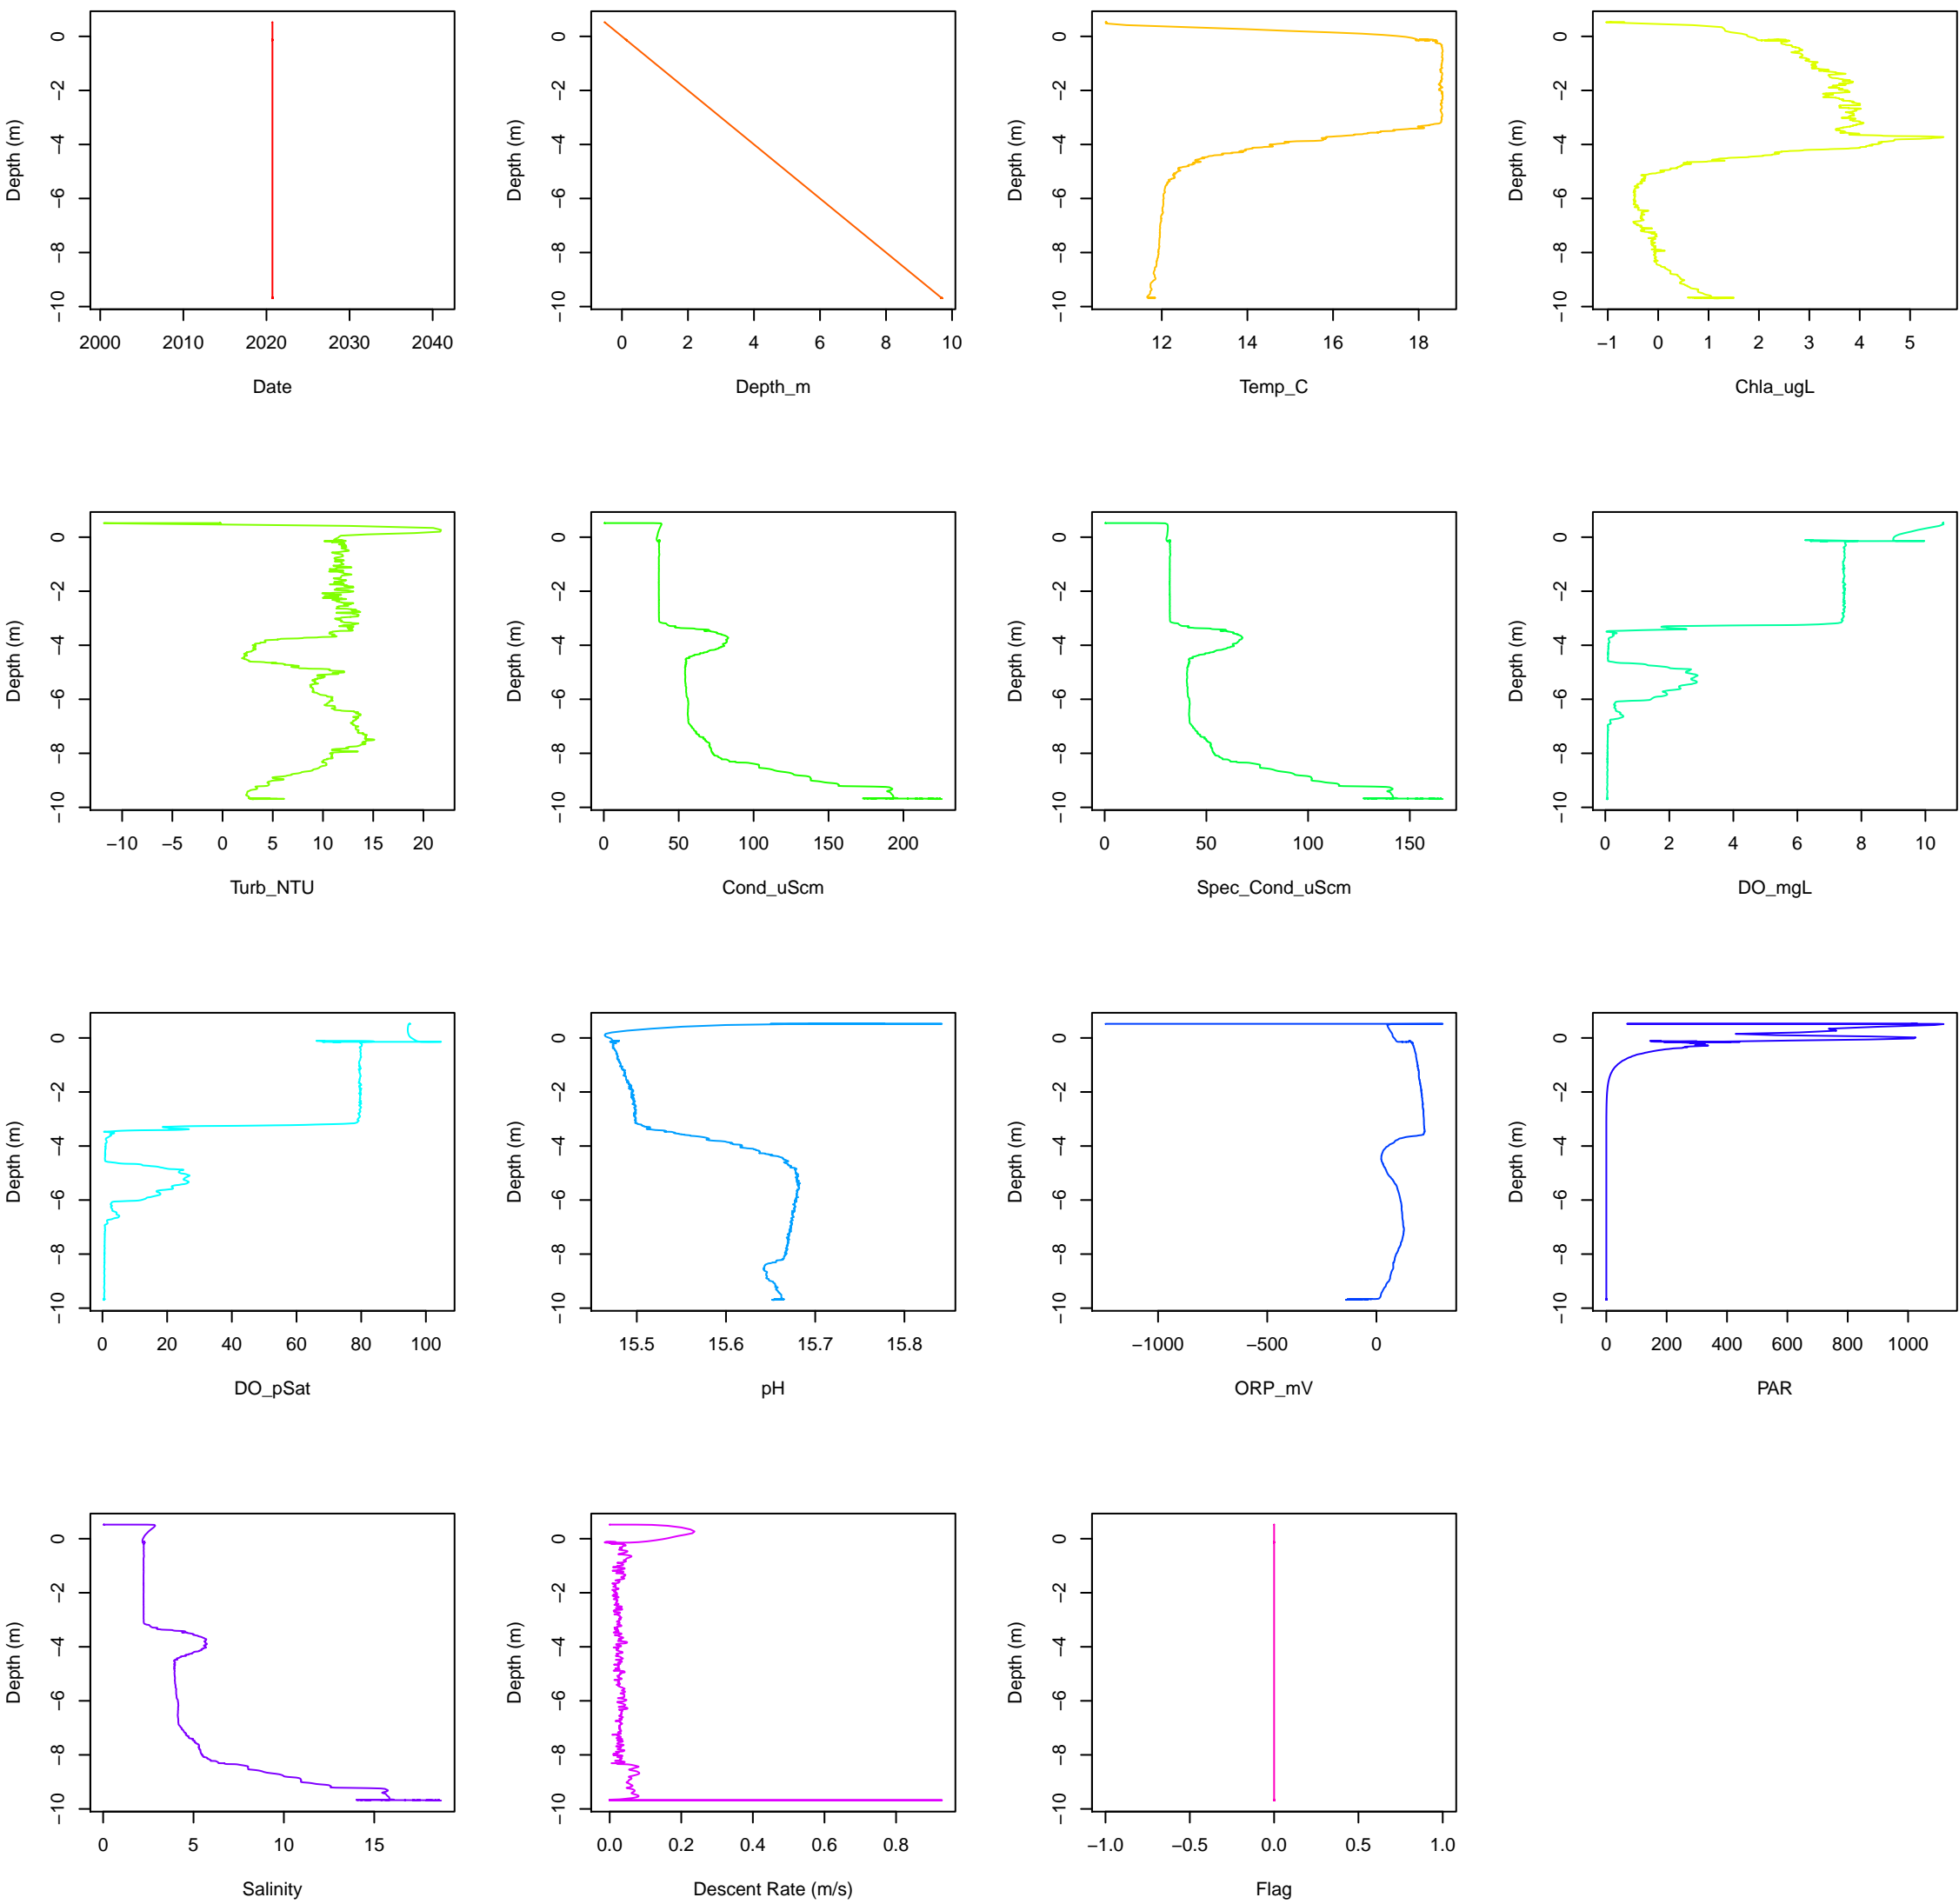 0
−2
−4
−6
−8
−10
Depth (m)
2000 2010 2020 2030 2040
Date
0
−2
−4
−6
−8
−10
Depth (m)
0 2 4 6 8 10
Depth_m
0
−2
−4
−6
−8
−10
Depth (m)
12 14 16 18
Temp_C
0
−2
−4
−6
−8
−10
Depth (m)
−1 0 1 2 3 4 5
Chla_ugL
0
−2
−4
−6
−8
−10
Depth (m)
−10 −5 0 5 10 15 20
Turb_NTU
0
−2
−4
−6
−8
−10
Depth (m)
0 50 100 150 200
Cond_uScm
0
−2
−4
−6
−8
−10
Depth (m)
0 50 100 150
Spec_Cond_uScm
0
−2
−4
−6
−8
−10
Depth (m)
0 2 4 6 8 10
DO_mgL
0
−2
−4
−6
−8
−10
Depth (m)
0 20 40 60 80 100
DO_pSat
0
−2
−4
−6
−8
−10
Depth (m)
15.5 15.6 15.7 15.8
pH
0
−2
−4
−6
−8
−10
Depth (m)
−1000 −500 0
ORP_mV
0
−2
−4
−6
−8
−10
Depth (m)
0 200 400 600 800 1000
PAR
0
−2
−4
−6
−8
−10
Depth (m)
0 5 10 15
Salinity
0
−2
−4
−6
−8
−10
Depth (m)
0.0 0.2 0.4 0.6 0.8
Descent Rate (m/s)
0
−2
−4
−6
−8
−10
Depth (m)
−1.0 −0.5 0.0 0.5 1.0
Flag